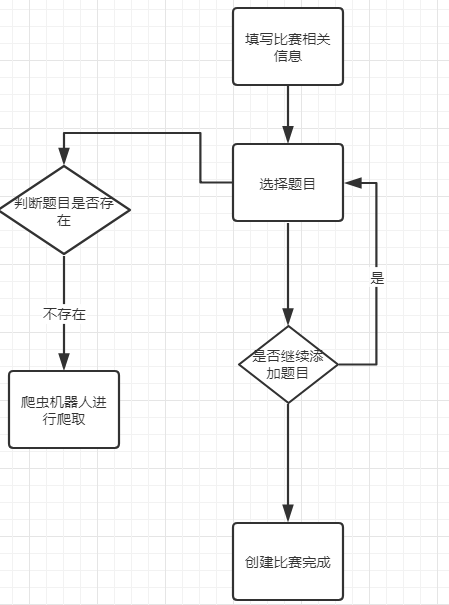 填写比赛相关
信息
选择题目
判断题目是否存
在
是
不存在
是否继续添
加题目
爬虫机器人进
行爬取
创建比赛完成